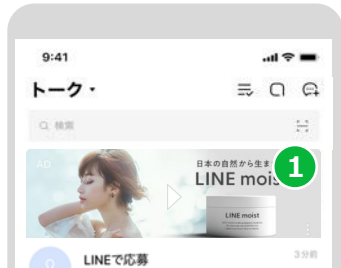 9:41
トーク
検索
AD
日本の自然から生ま
LINE mois
1
LINE moist
LINEで応募
3分前